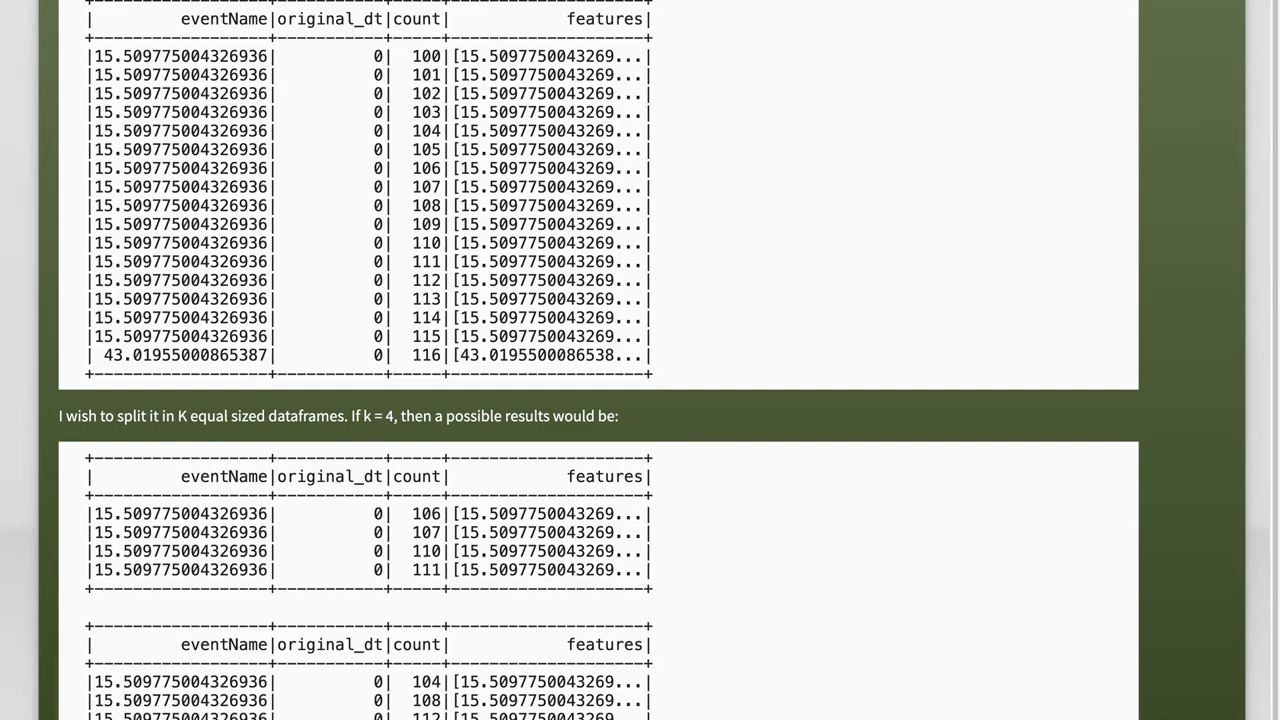 +------------------+-----------+-----+--------------------+
|         eventName|original_dt|count|            features|
+------------------+-----------+-----+--------------------+
|15.509775004326936|          0|  100|[15.5097750043269...|
|15.509775004326936|          0|  101|[15.5097750043269...|
|15.509775004326936|          0|  102|[15.5097750043269...|
|15.509775004326936|          0|  103|[15.5097750043269...|
|15.509775004326936|          0|  104|[15.5097750043269...|
|15.509775004326936|          0|  105|[15.5097750043269...|
|15.509775004326936|          0|  106|[15.5097750043269...|
|15.509775004326936|          0|  107|[15.5097750043269...|
|15.509775004326936|          0|  108|[15.5097750043269...|
|15.509775004326936|          0|  109|[15.5097750043269...|
|15.509775004326936|          0|  110|[15.5097750043269...|
|15.509775004326936|          0|  111|[15.5097750043269...|
|15.509775004326936|          0|  112|[15.5097750043269...|
|15.509775004326936|          0|  113|[15.5097750043269...|
|15.509775004326936|          0|  114|[15.5097750043269...|
|15.509775004326936|          0|  115|[15.5097750043269...|
| 43.01955000865387|          0|  116|[43.0195500086538...|
+------------------+-----------+-----+--------------------+
I wish to split it in K equal sized dataframes. If k = 4, then a possible results would be:
+------------------+-----------+-----+--------------------+
|         eventName|original_dt|count|            features|
+------------------+-----------+-----+--------------------+
|15.509775004326936|          0|  106|[15.5097750043269...|
|15.509775004326936|          0|  107|[15.5097750043269...|
|15.509775004326936|          0|  110|[15.5097750043269...|
|15.509775004326936|          0|  111|[15.5097750043269...|
+------------------+-----------+-----+--------------------+
+------------------+-----------+-----+--------------------+
|         eventName|original_dt|count|            features|
+------------------+-----------+-----+--------------------+
|15.509775004326936|          0|  104|[15.5097750043269...|
|15.509775004326936|          0|  108|[15.5097750043269...|
|15.509775004326936|          0|  112|[15.5097750043269...|